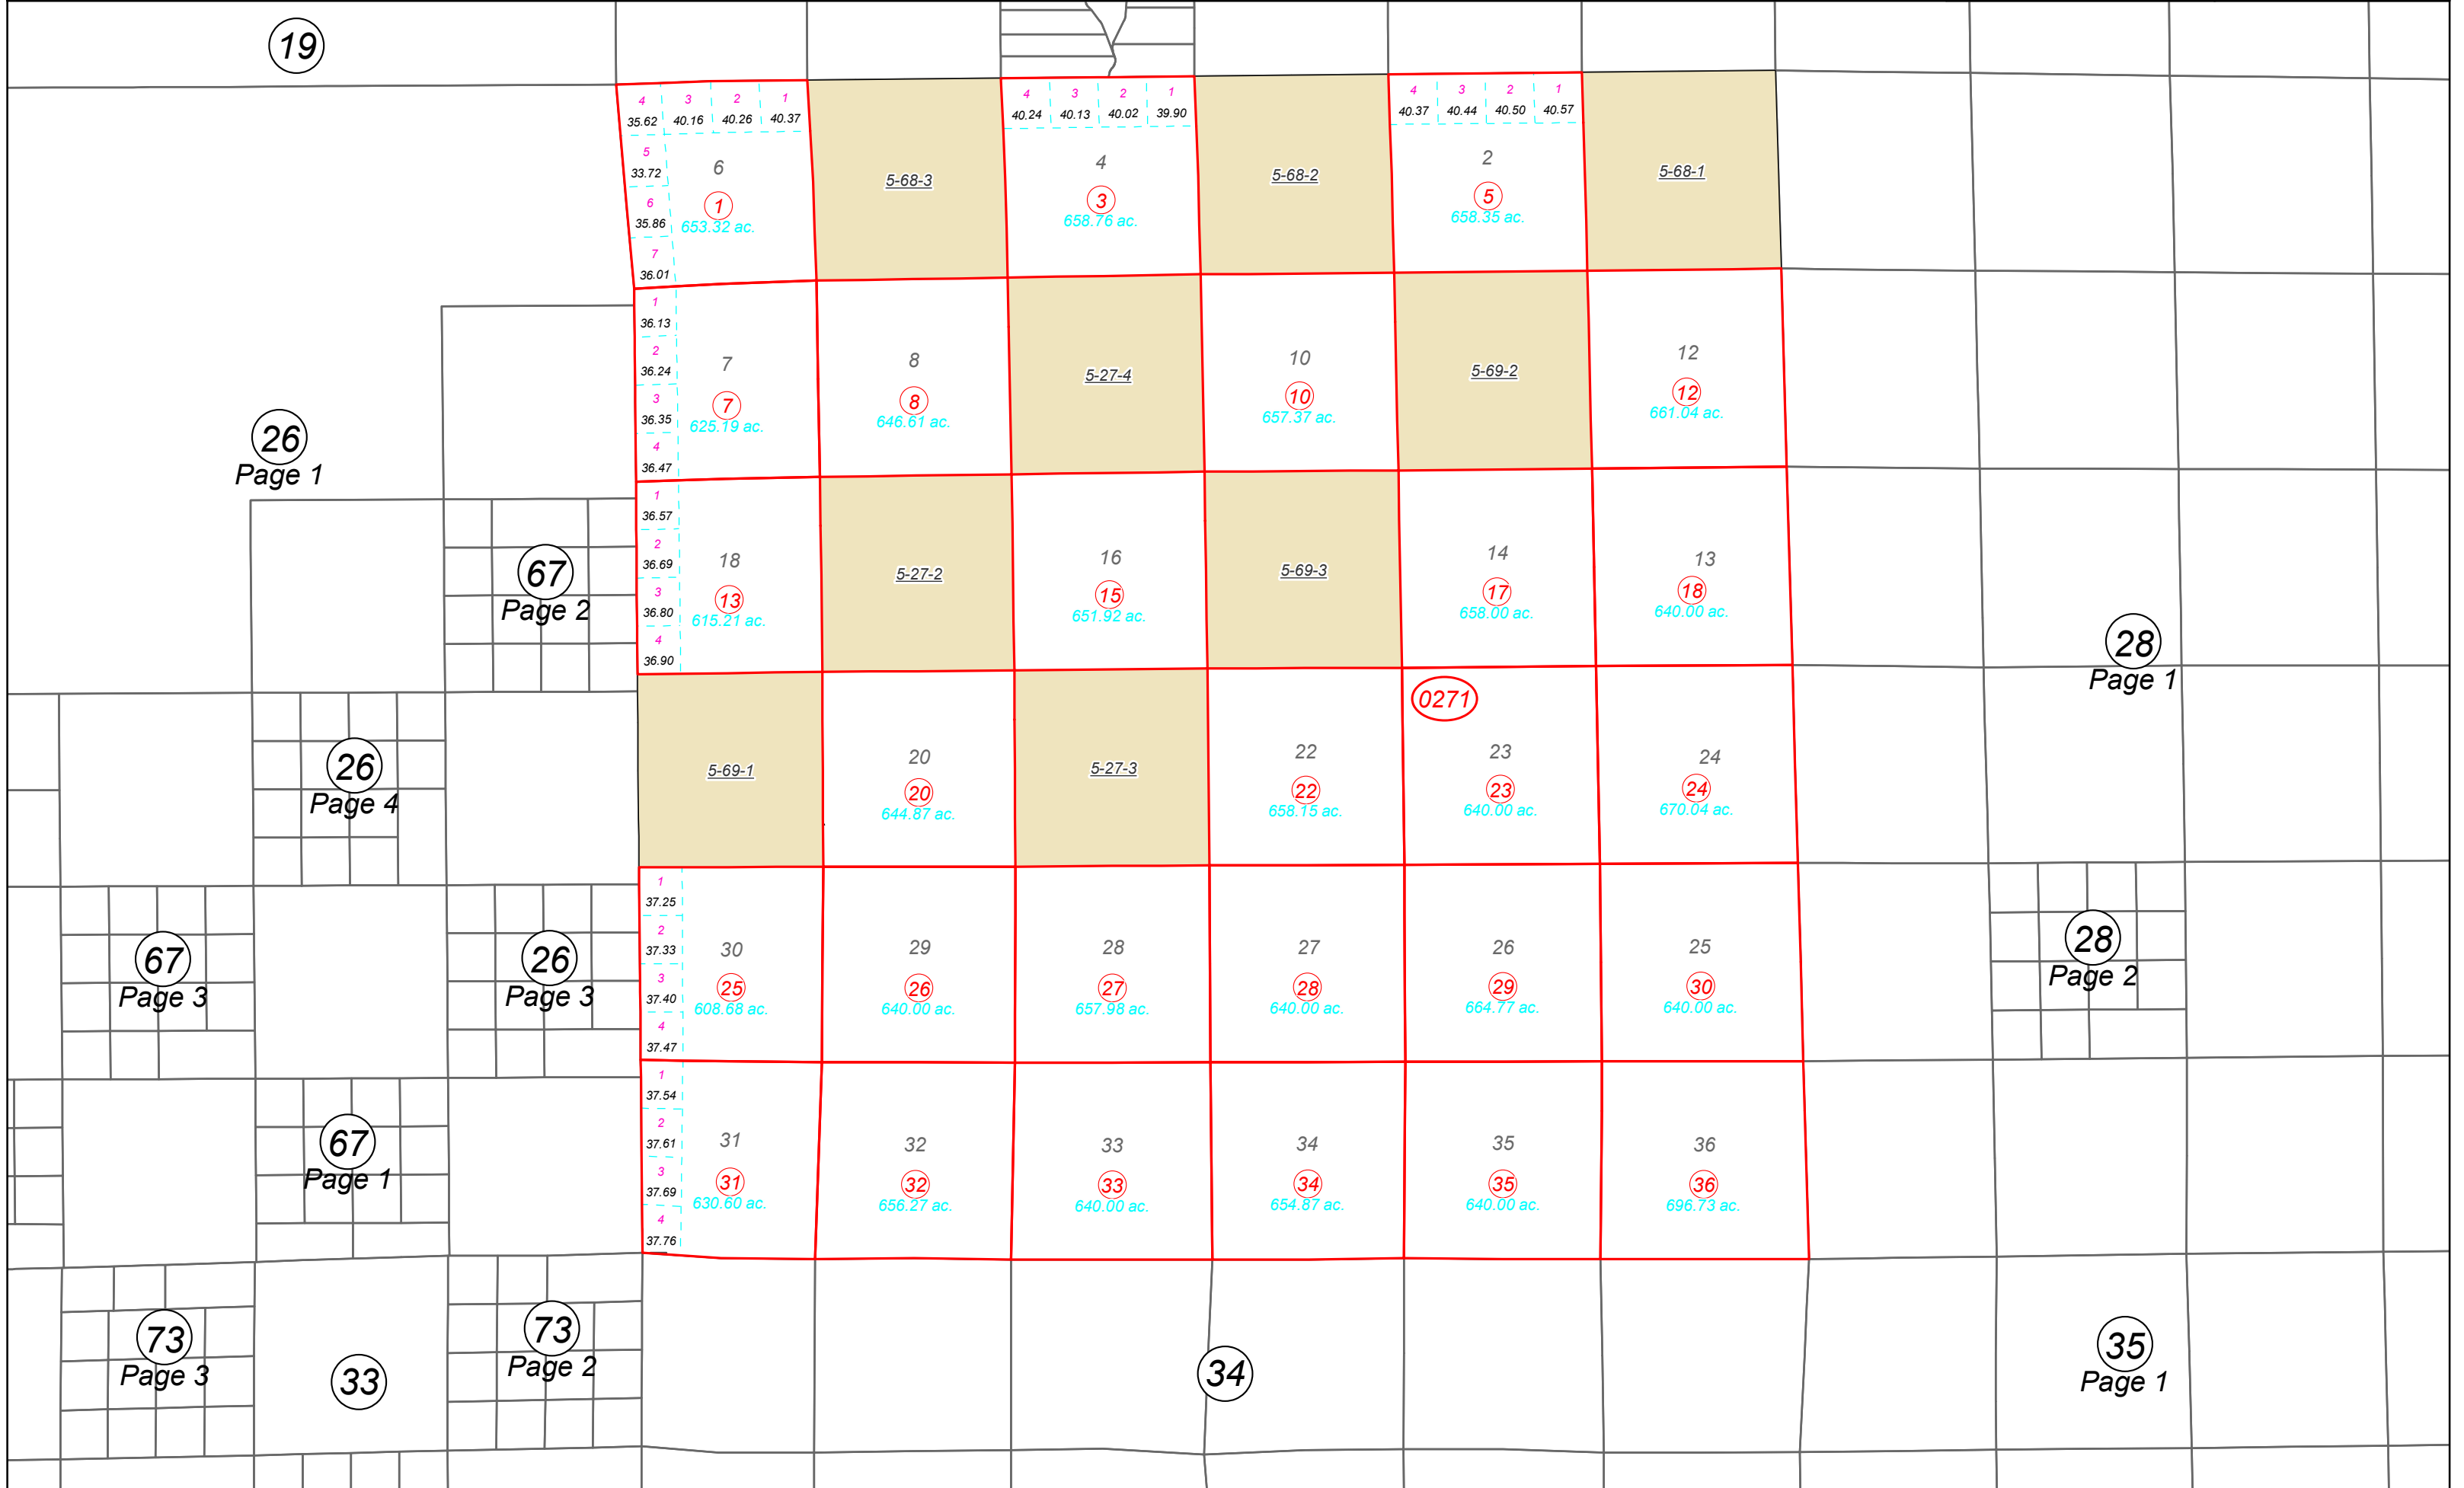 19
4 3 2 1
35.62 40.16 40.26 40.37
5
33.72
6
35.86
7
36.01
6
1
653.32 ac.
5-68-3
4 3 2 1
40.24 40.13 40.02 39.90
4
3
658.76 ac.
5-68-2
4 3 2 1
40.37 40.44 40.50 40.57
2
5
658.35 ac.
5-68-1
26
Page 1
1
36.13
2
36.24
3
36.35
4
36.47
7
7
625.19 ac.
8
8
646.61 ac.
5-27-4
10
10
657.37 ac.
5-69-2
12
12
661.04 ac.
67
Page 2
1
36.57
2
36.69
3
36.80
4
36.90
18
13
615.21 ac.
5-27-2
16
15
651.92 ac.
5-69-3
14
17
658.00 ac.
13
18
640.00 ac.
28
Page 1
26
Page 4
5-69-1
20
20
644.87 ac.
5-27-3
22
22
658.15 ac.
0271
23
23
640.00 ac.
24
24
670.04 ac.
67
Page 3
26
Page 3
1
37.25
2
37.33
3
37.40
4
37.47
30
25
608.68 ac.
29
26
640.00 ac.
28
27
657.98 ac.
27
28
640.00 ac.
26
29
664.77 ac.
25
30
640.00 ac.
28
Page 2
67
Page 1
1
37.54
2
37.61
3
37.69
4
37.76
31
31
630.60 ac.
32
32
656.27 ac.
33
33
640.00 ac.
34
34
654.87 ac.
35
35
640.00 ac.
36
36
696.73 ac.
73
Page 3
33
73
Page 2
34
35
Page 1